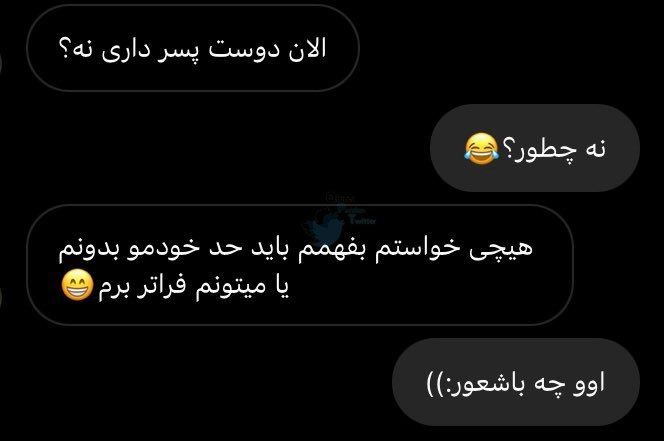 الان دوست پسر داری نه؟
نه چطور؟😂
هیچی خواستم بفهمم باید حد خودمو بدونم
یا میتونم فراتر برم😁
اوو چه باشعور:))
Twitter